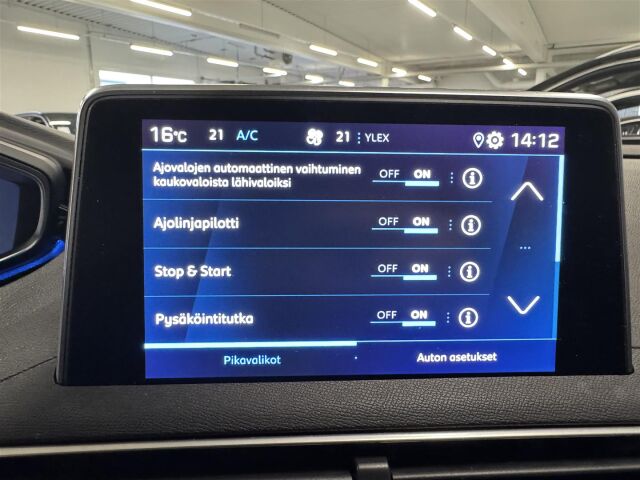 16°C 21 A/C 21 YLEX 14:12
Ajovalojen automaattinen vaihtuminen
kaukovaloista lähivaloiksi OFF ON
Ajolinjapilotti OFF ON
Stop & Start OFF ON
Pysäköintitutka OFF ON
Pikavalikot Auton asetukset